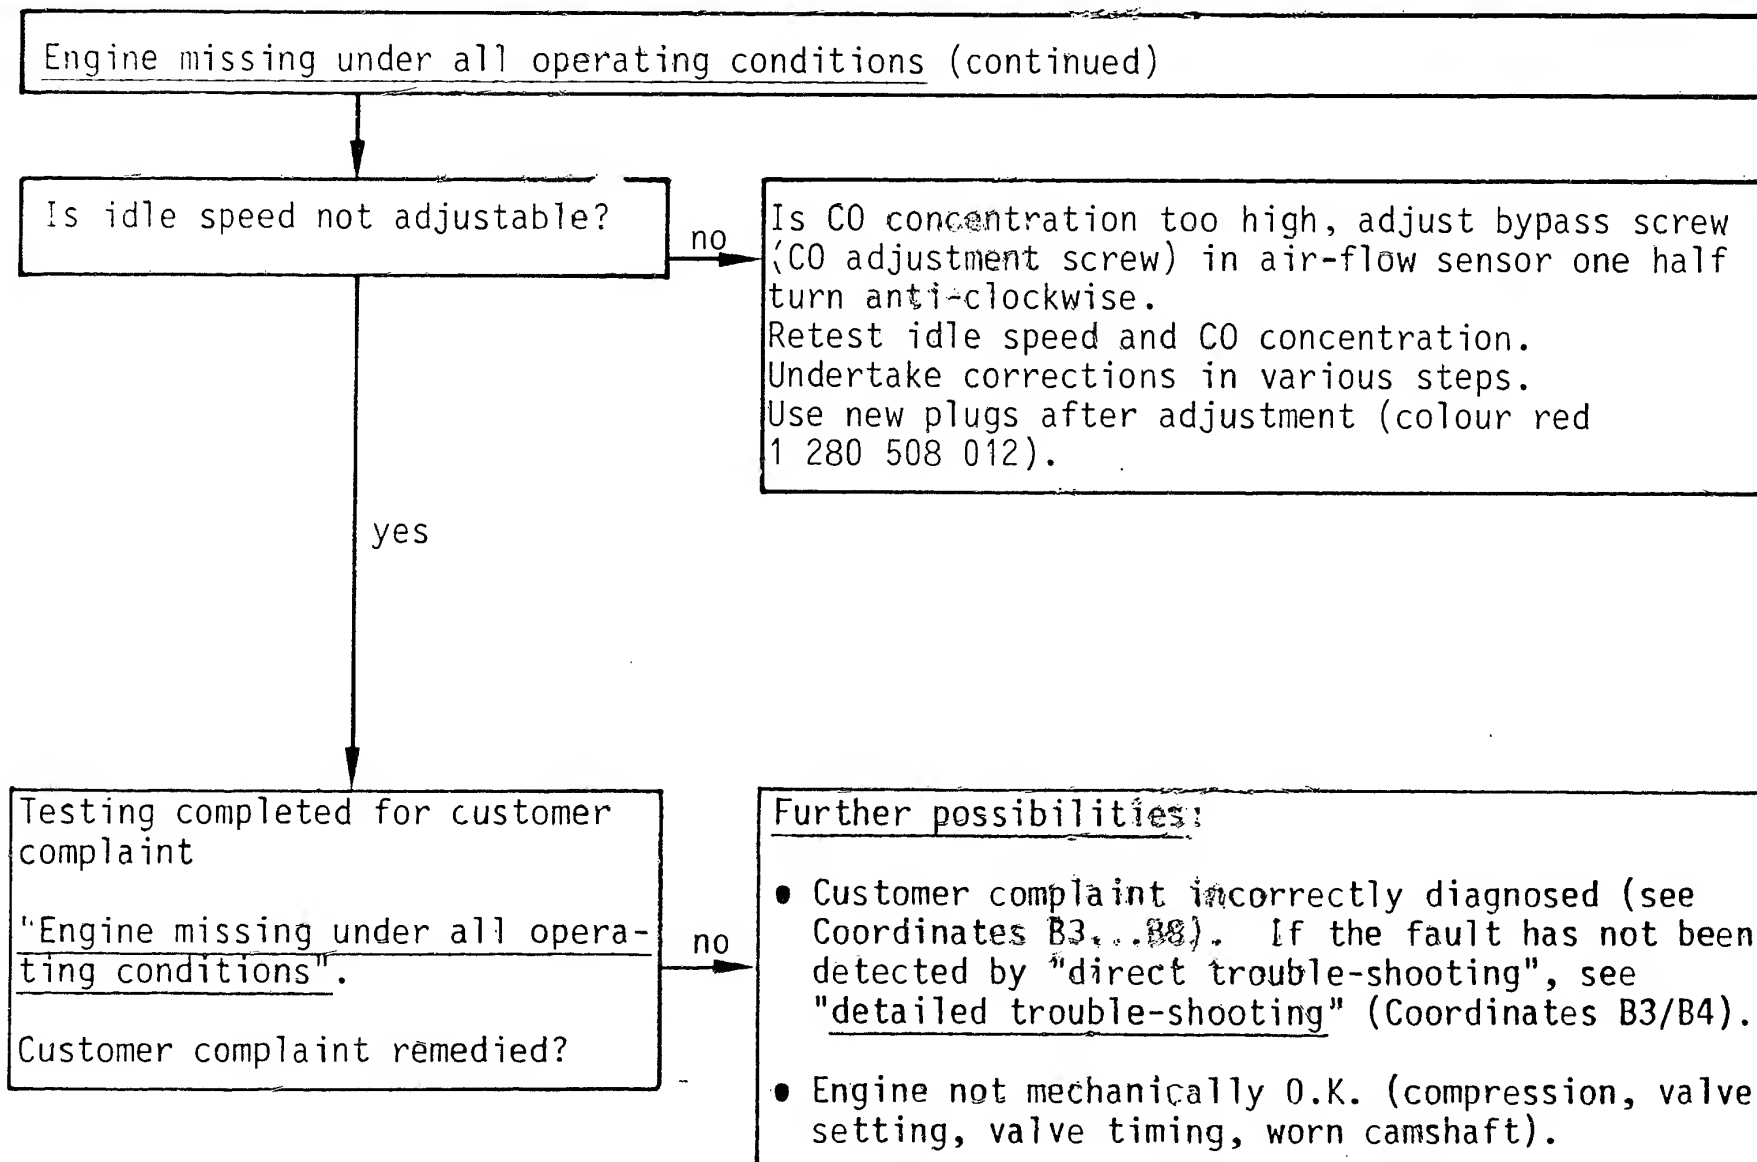 Engine missing under all operating conditions (continued)
Is idle speed not adjustable?
no
Is CO concentration too high, adjust bypass screw
(CO adjustment screw) in air-flow sensor one half
turn anti-clockwise.
Retest idle speed and CO concentration.
Undertake corrections in various steps.
Use new plugs after adjustment (colour red
1 280 508 012).
yes
Testing completed for customer
complaint
"Engine missing under all opera-
ting conditions".
Customer complaint remedied?
no
Further possibilities:
• Customer complaint incorrectly diagnosed (see
Coordinates B3...B8). If the fault has not been
detected by "direct trouble-shooting", see
"detailed trouble-shooting" (Coordinates B3/B4).
• Engine not mechanically O.K. (compression, valve
setting, valve timing, worn camshaft).